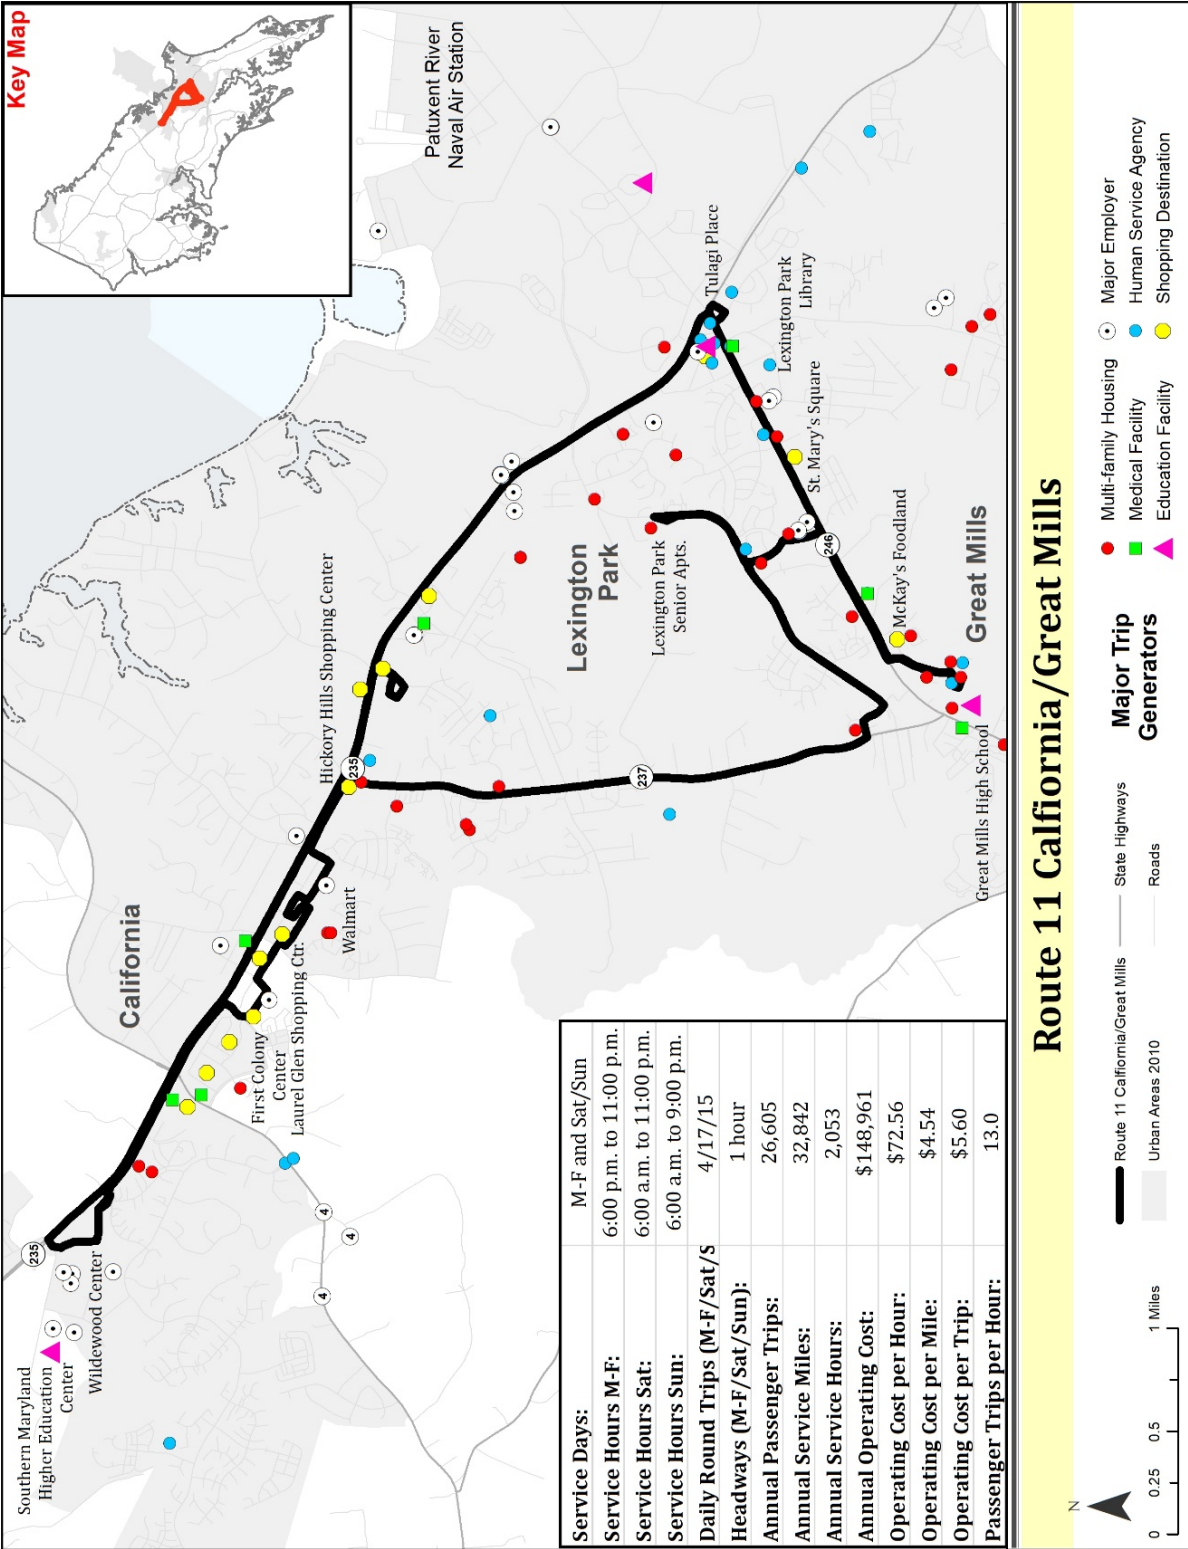 Key Map
Patuxent River
Naval Air Station
Southern Maryland
Higher Education
Center
Wildewood Center
235
California
First Colony
Center
Laurel Glen Shopping Ctr.
Walmart
Hickory Hills Shopping Center
235
4
4
4
237
Lexington
Park
Lexington Park
Senior Apts.
Tulagi Place
Lexington Park
Library
St. Mary's Square
246
McKay's Foodland
Great Mills
Great Mills High School
Service Days: M-F and Sat/Sun
Service Hours M-F: 6:00 p.m. to 11:00 p.m.
Service Hours Sat: 6:00 a.m. to 11:00 p.m.
Service Hours Sun: 6:00 a.m. to 9:00 p.m.
Daily Round Trips (M-F/Sat/S 4/17/15
Headways (M-F/Sat/Sun): 1 hour
Annual Passenger Trips: 26,605
Annual Service Miles: 32,842
Annual Service Hours: 2,053
Annual Operating Cost: $148,961
Operating Cost per Hour: $72.56
Operating Cost per Mile: $4.54
Operating Cost per Trip: $5.60
Passenger Trips per Hour: 13.0
Route 11 Calfiornia/Great Mills
N
0 0.25 0.5 1 Miles
Route 11 Calfiornia/Great Mills
State Highways
Urban Areas 2010
Roads
Major Trip
Generators
Multi-family Housing
Major Employer
Medical Facility
Human Service Agency
Education Facility
Shopping Destination